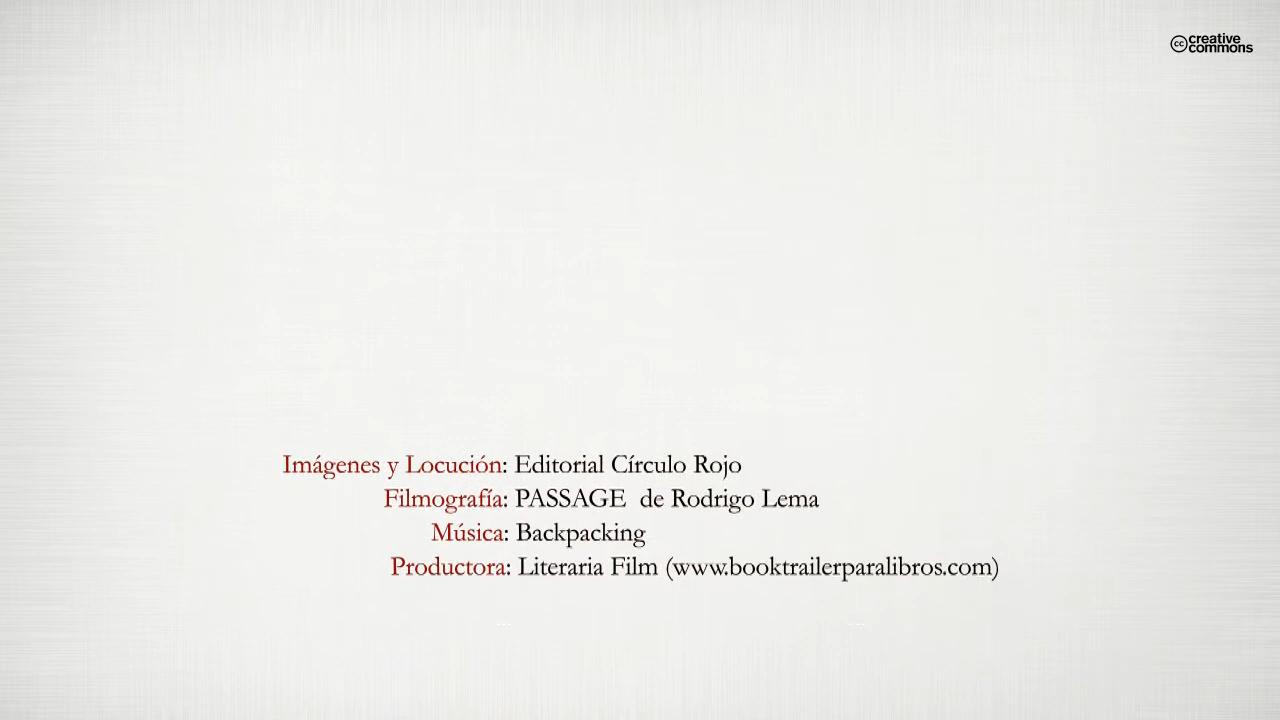 cc creative
commons
Imágenes y Locución: Editorial Círculo Rojo
Filmografía: PASSAGE de Rodrigo Lema
Música: Backpacking
Productora: Literaria Film (www.booktrailerparalibros.com)